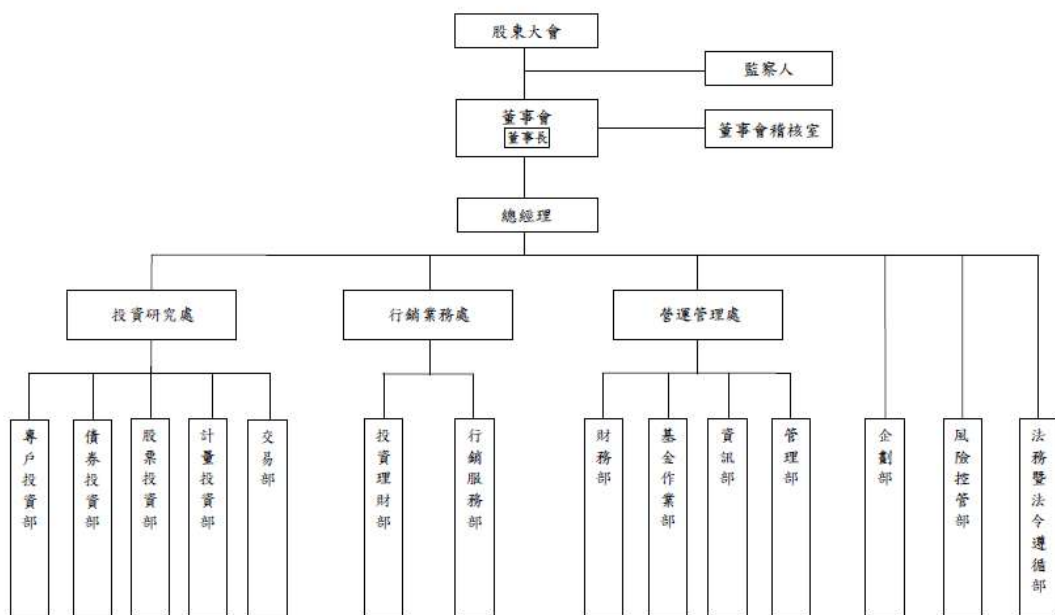 股東大會
監察人
董事會
董事長
董事會稽核室
總經理
投資研究處
行銷業務處
營運管理處
專戶投資部
債券投資部
股票投資部
計量投資部
交易部
投資理財部
行銷服務部
財務部
基金作業部
資訊部
管理部
企劃部
風險控管部
法務暨法令遵循部